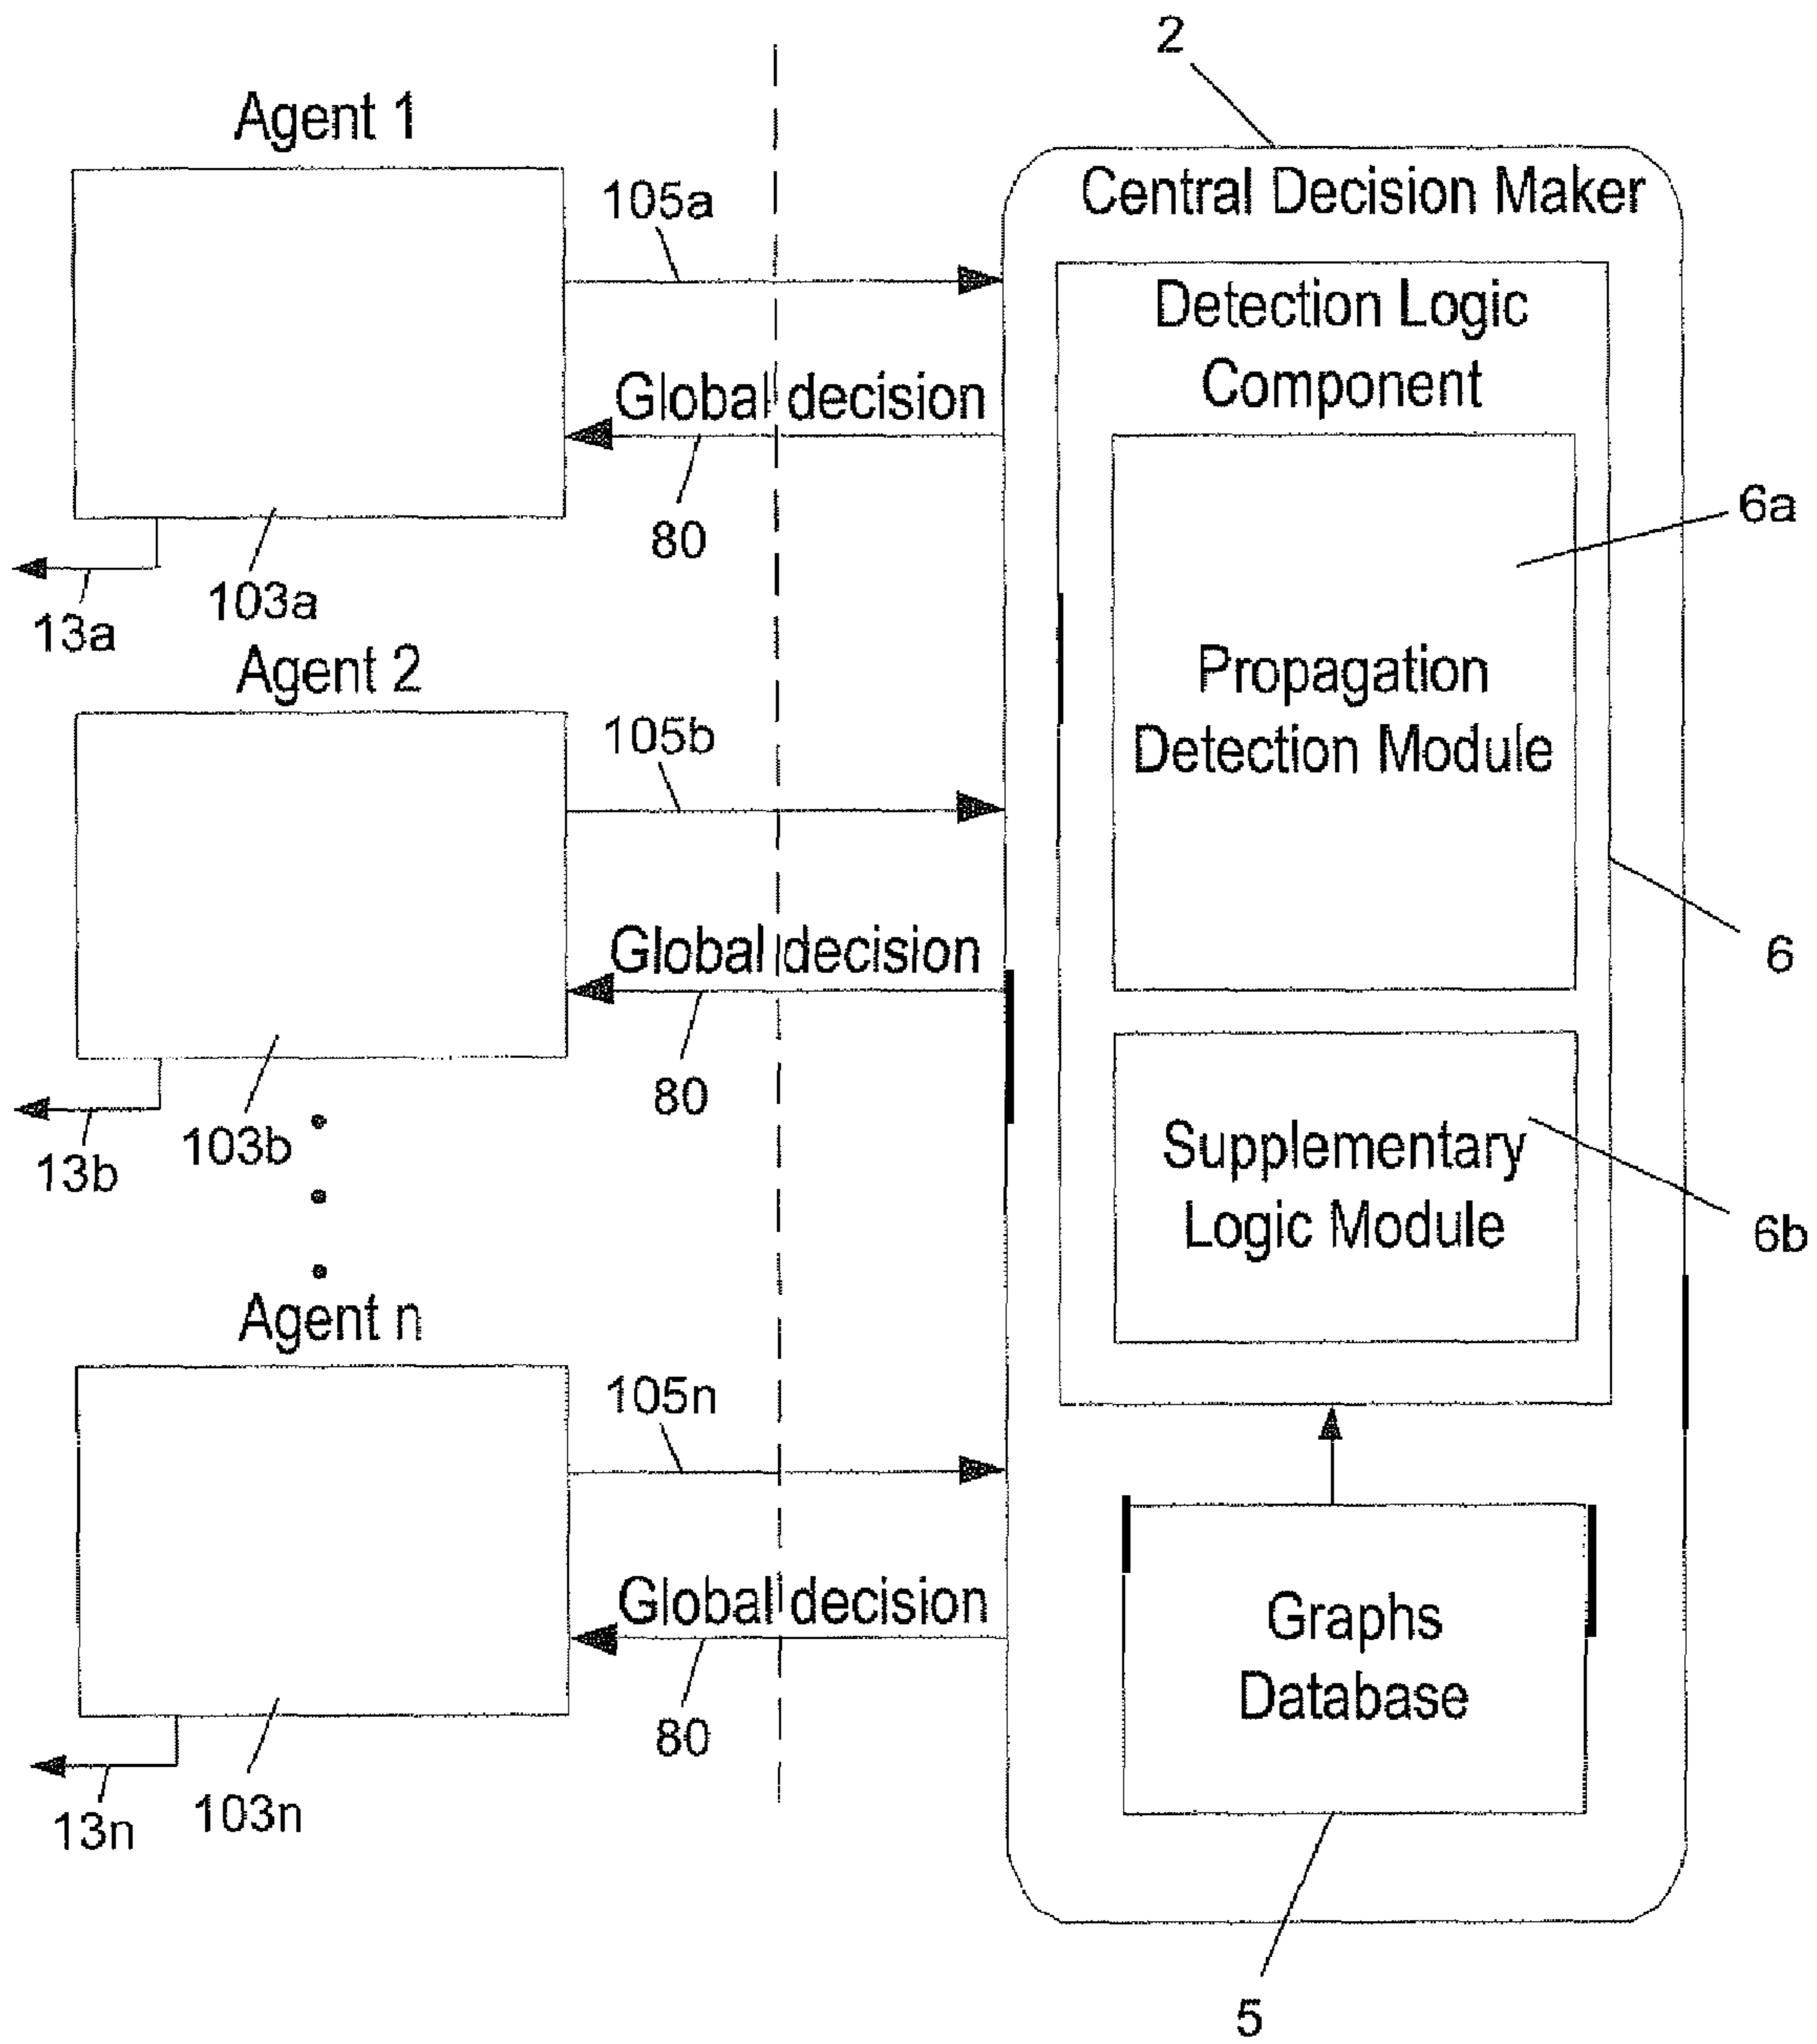 2
Agent 1
Central Decision Maker
105a
Detection Logic
Component
Global decision
6a
80
103a
13a
Agent 2
Propagation
Detection Module
105b
Global decision
6
80
103b
13b
Supplementary
Logic Module
6b
Agent n
105n
Global decision
Graphs
Database
80
103n
13n
5